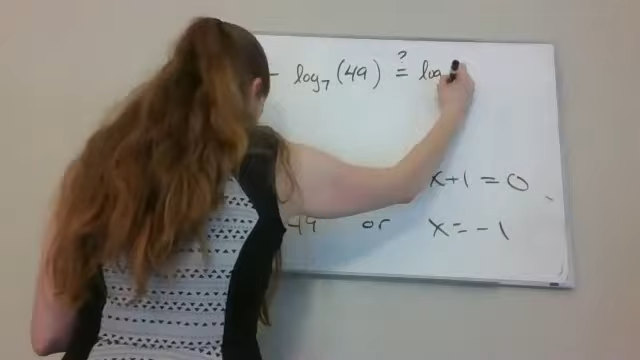 - log₇(49) ≟ log
x+1 = 0
49 or x = -1